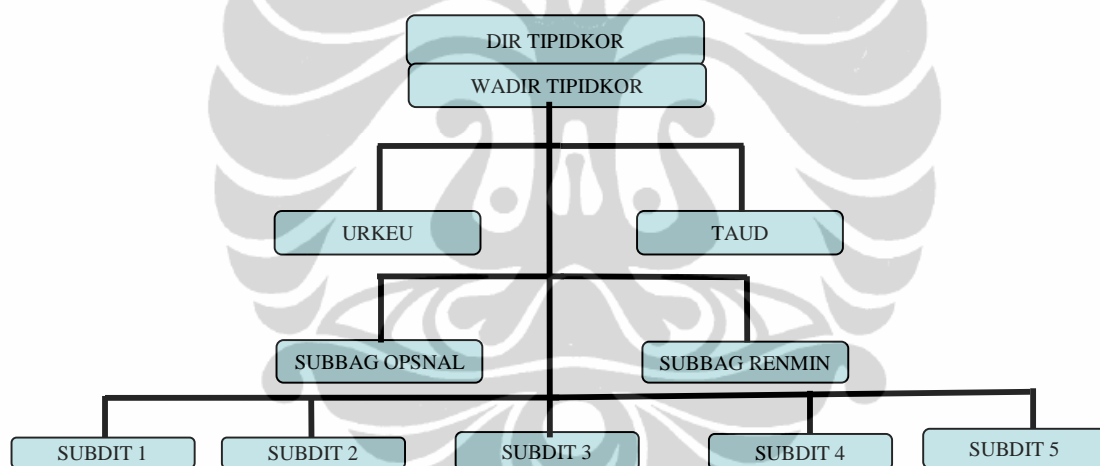 DIR TIPIDKOR
WADIR TIPIDKOR
URKEU
TAUD
SUBBAG OPSNAL
SUBBAG RENMIN
SUBDIT 1
SUBDIT 2
SUBDIT 3
SUBDIT 4
SUBDIT 5